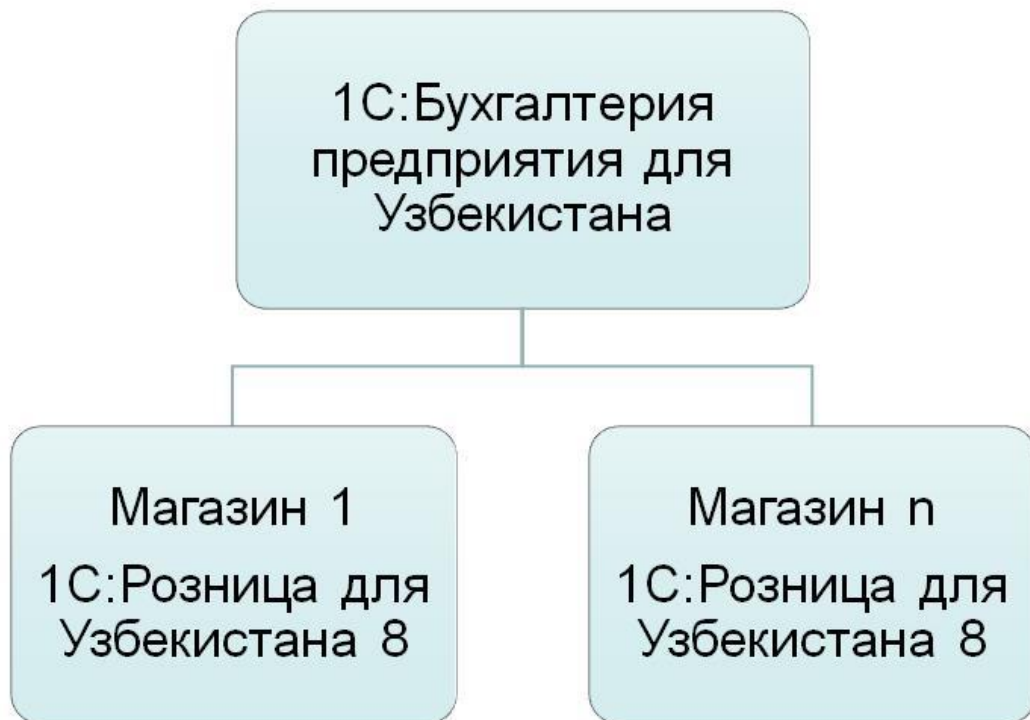 1С:Бухгалтерия
предприятия для
Узбекистана
Магазин 1
1С:Розница для
Узбекистана 8
Магазин n
1С:Розница для
Узбекистана 8